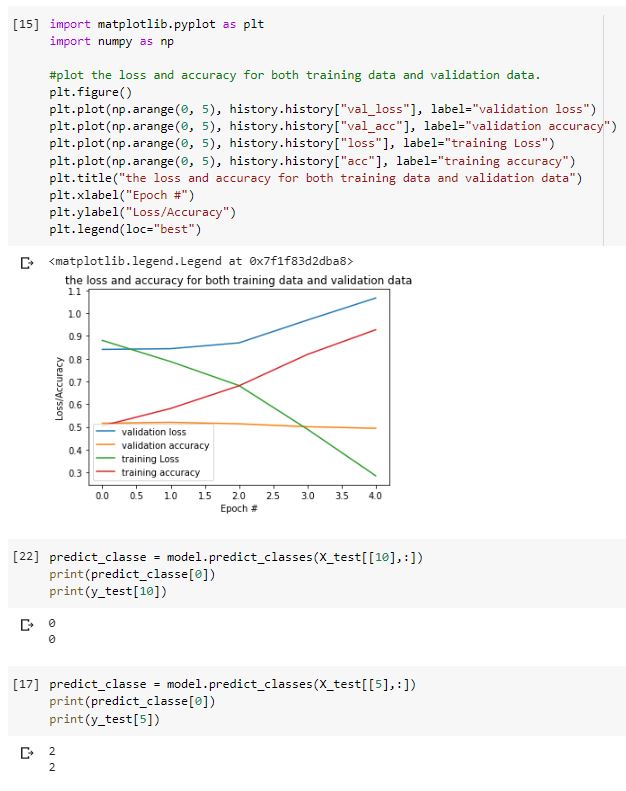 [15] import matplotlib.pyplot as plt
import numpy as np
#plot the loss and accuracy for both training data and validation data.
plt.figure()
plt.plot(np.arange(0, 5), history.history["val_loss"], label="validation loss")
plt.plot(np.arange(0, 5), history.history["val_acc"], label="validation accuracy")
plt.plot(np.arange(0, 5), history.history["loss"], label="training Loss")
plt.plot(np.arange(0, 5), history.history["acc"], label="training accuracy")
plt.title("the loss and accuracy for both training data and validation data")
plt.xlabel("Epoch #")
plt.ylabel("Loss/Accuracy")
plt.legend(loc="best")
<matplotlib.legend.Legend at 0x7f1f83d2dba8>
the loss and accuracy for both training data and validation data
1.1
1.0
0.9
0.8
0.7
0.6
0.5
0.4
0.3
Loss/Accuracy
validation loss
validation accuracy
training Loss
training accuracy
0.0 0.5 1.0 1.5 2.0 2.5 3.0 3.5 4.0
Epoch #
[22] predict_classe = model.predict_classes(X_test[[10],:])
print(predict_classe[0])
print(y_test[10])
0
0
[17] predict_classe = model.predict_classes(X_test[[5],:])
print(predict_classe[0])
print(y_test[5])
2
2